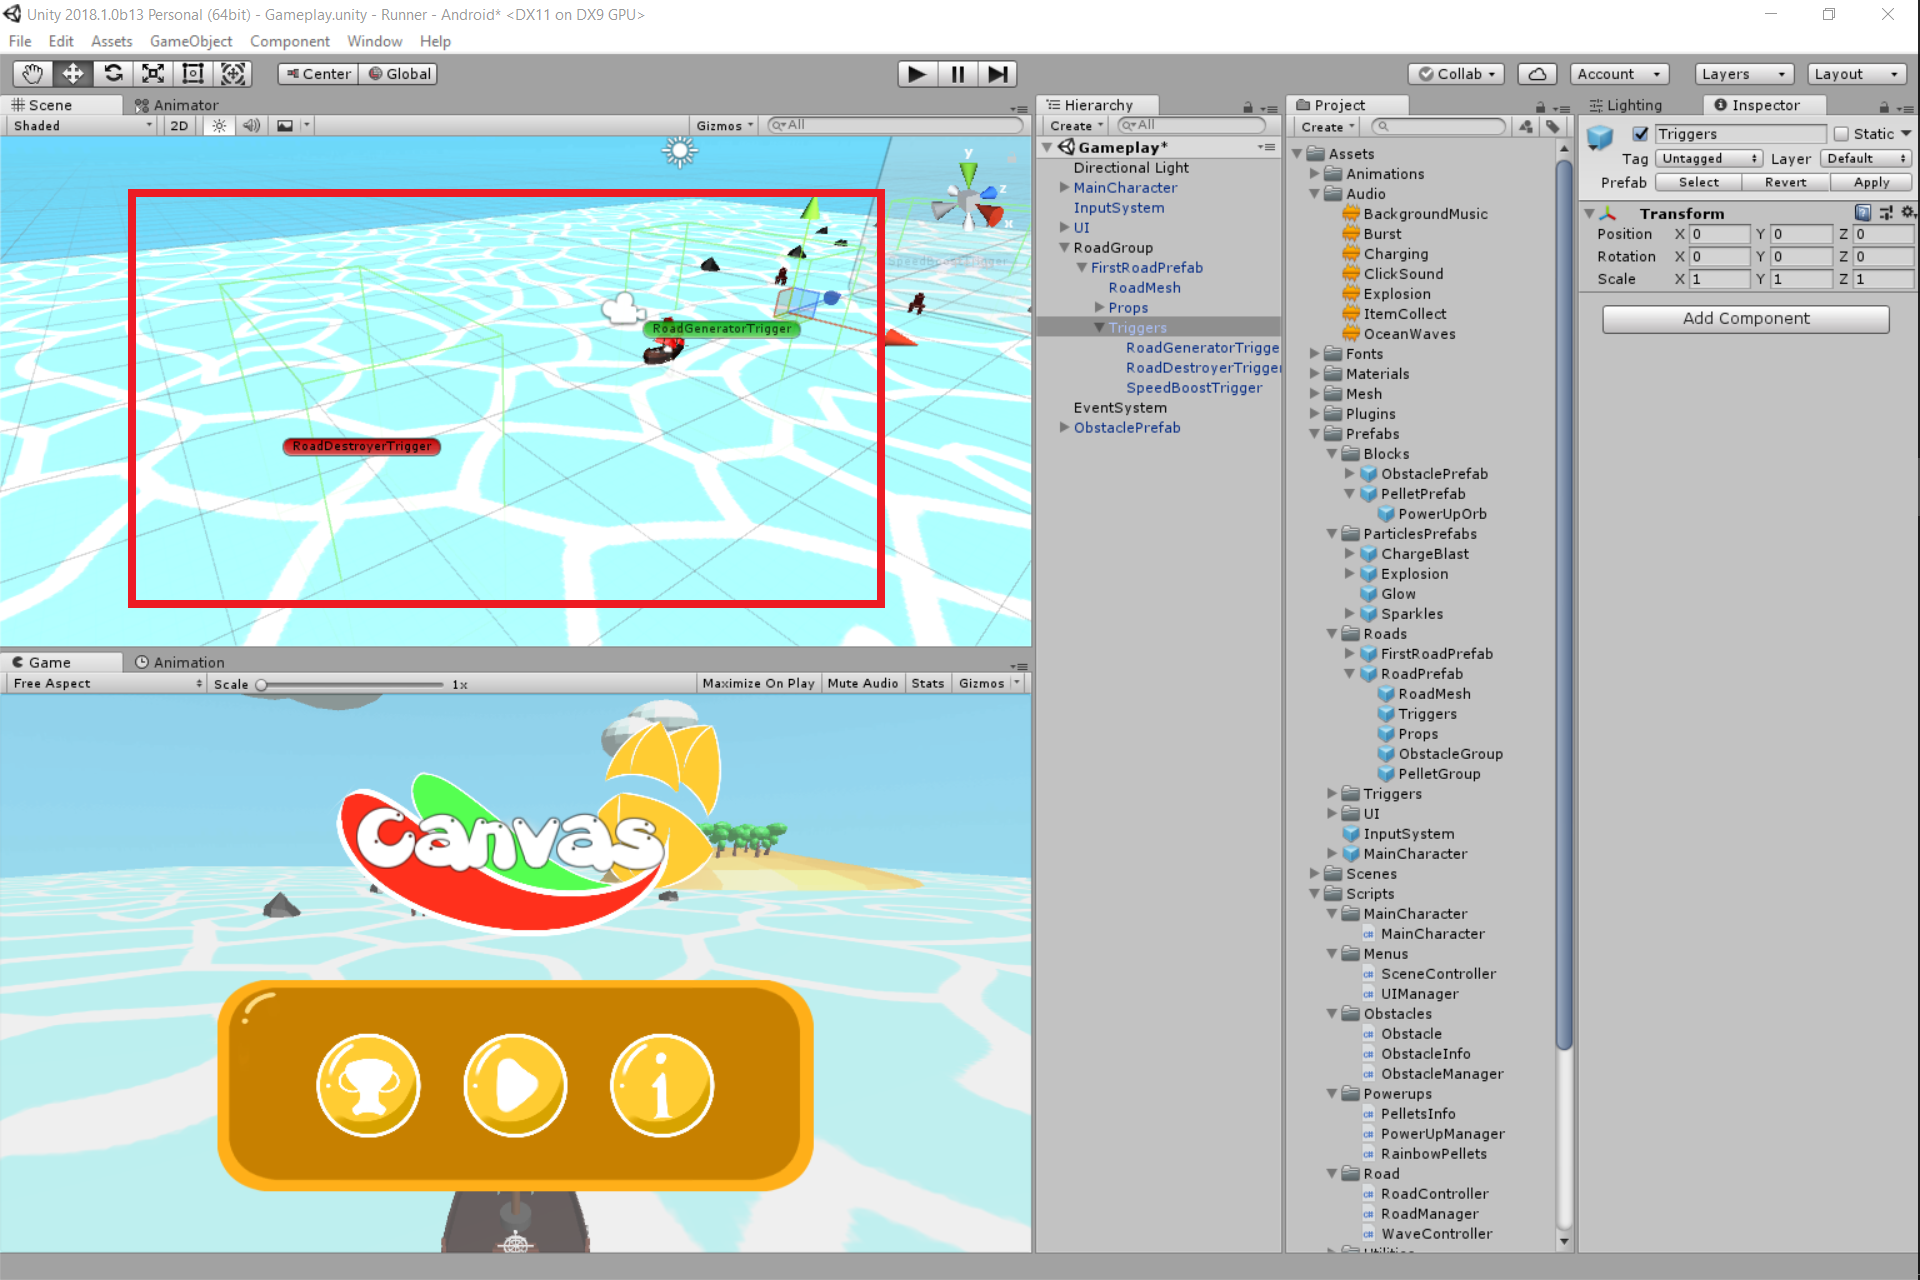 Unity 2018.1.0b13 Personal (64bit) - Gameplay.unity - Runner - Android* <DX11 on DX9 GPU>
File Edit Assets GameObject Component Window Help
Center Global
Collab Account Layers Layout
Scene Animator
Shaded 2D Gizmos All
y
z
x
SpeedBoostTrigger
RoadGeneratorTrigger
RoadDestroyerTrigger
Game Animation
Free Aspect Scale 1x Maximize On Play Mute Audio Stats Gizmos
Canvas
i
Hierarchy
Create All
Gameplay*
Directional Light
MainCharacter
InputSystem
UI
RoadGroup
FirstRoadPrefab
RoadMesh
Props
Triggers
RoadGeneratorTrigge
RoadDestroyerTrigger
SpeedBoostTrigger
EventSystem
ObstaclePrefab
Project
Create
Assets
Animations
Audio
BackgroundMusic
Burst
Charging
ClickSound
Explosion
ItemCollect
OceanWaves
Fonts
Materials
Mesh
Plugins
Prefabs
Blocks
ObstaclePrefab
PelletPrefab
PowerUpOrb
ParticlesPrefabs
ChargeBlast
Explosion
Glow
Sparkles
Roads
FirstRoadPrefab
RoadPrefab
RoadMesh
Triggers
Props
ObstacleGroup
PelletGroup
Triggers
UI
InputSystem
MainCharacter
Scenes
Scripts
MainCharacter
MainCharacter
Menus
SceneController
UIManager
Obstacles
Obstacle
ObstacleInfo
ObstacleManager
Powerups
PelletsInfo
PowerUpManager
RainbowPellets
Road
RoadController
RoadManager
WaveController
Lighting Inspector
Triggers Static
Tag Untagged Layer Default
Prefab Select Revert Apply
Transform
Position X 0 Y 0 Z 0
Rotation X 0 Y 0 Z 0
Scale X 1 Y 1 Z 1
Add Component